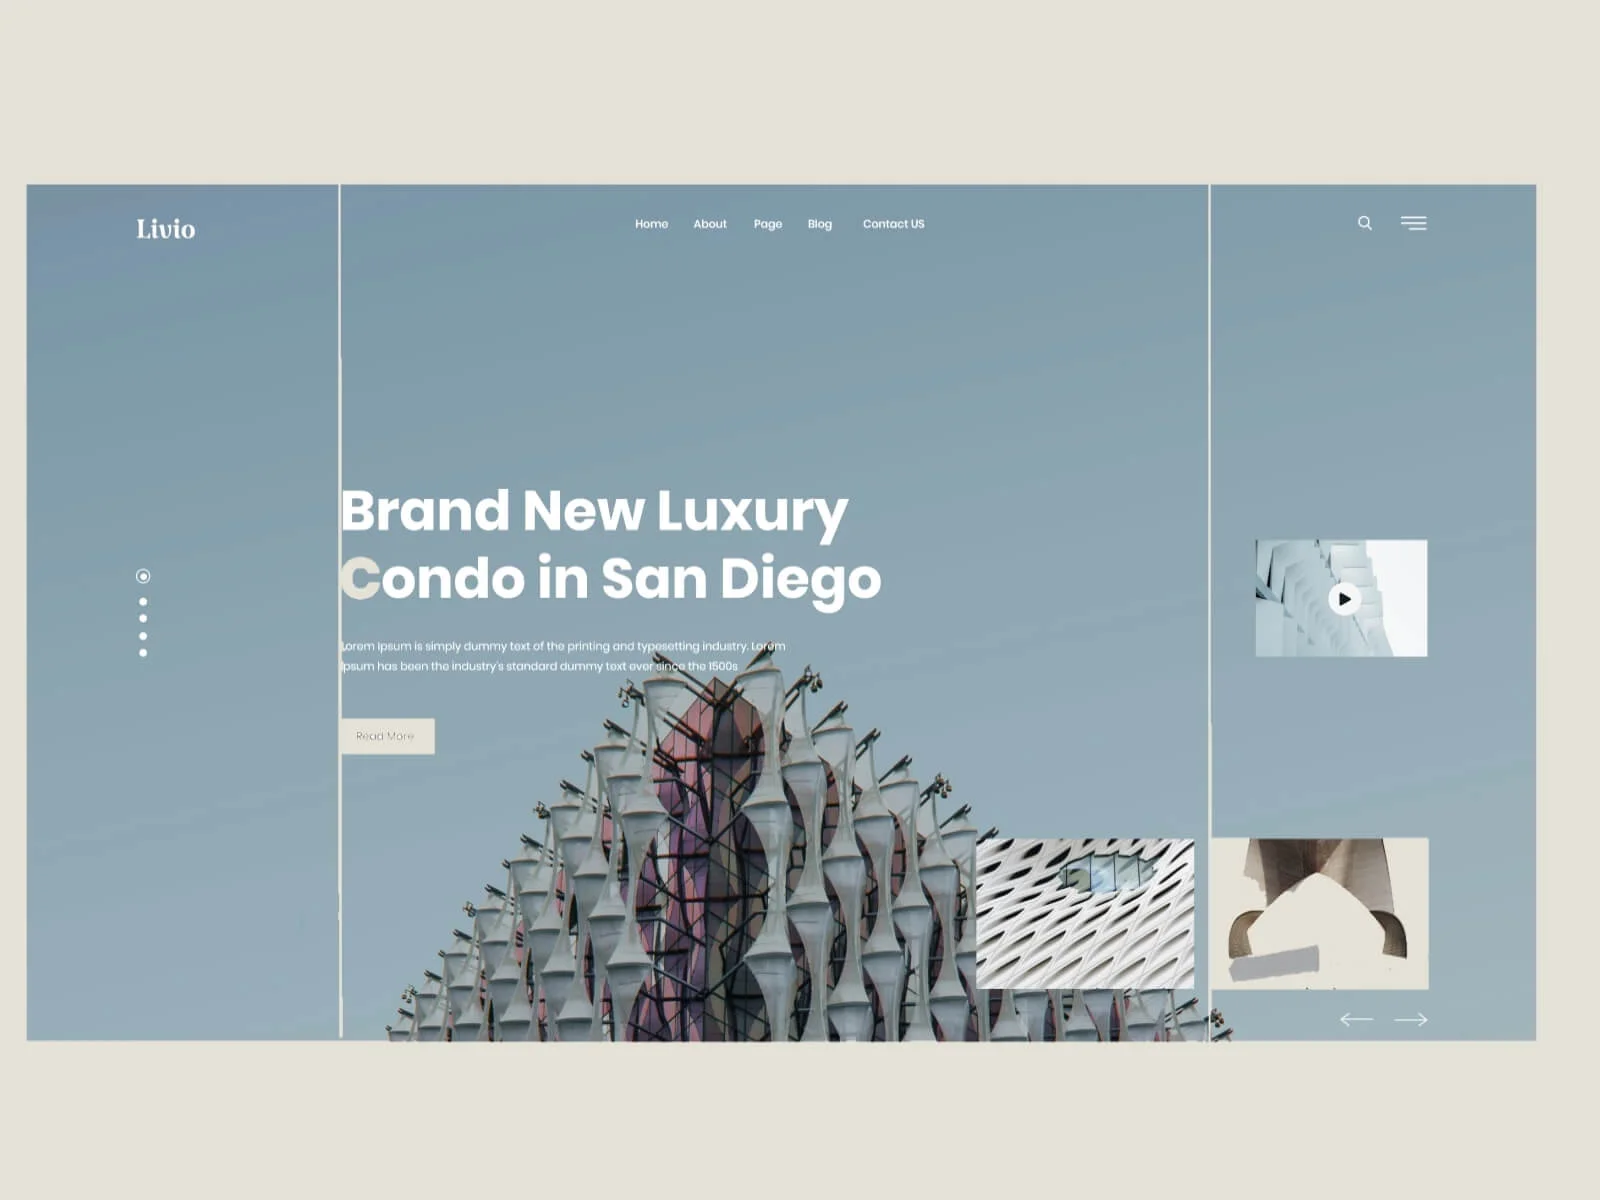 Livio
Home About Page Blog Contact US
Brand New Luxury
Condo in San Diego
Lorem Ipsum is simply dummy text of the printing and typesetting industry. Lorem
Ipsum has been the industry's standard dummy text ever since the 1500s
Read More